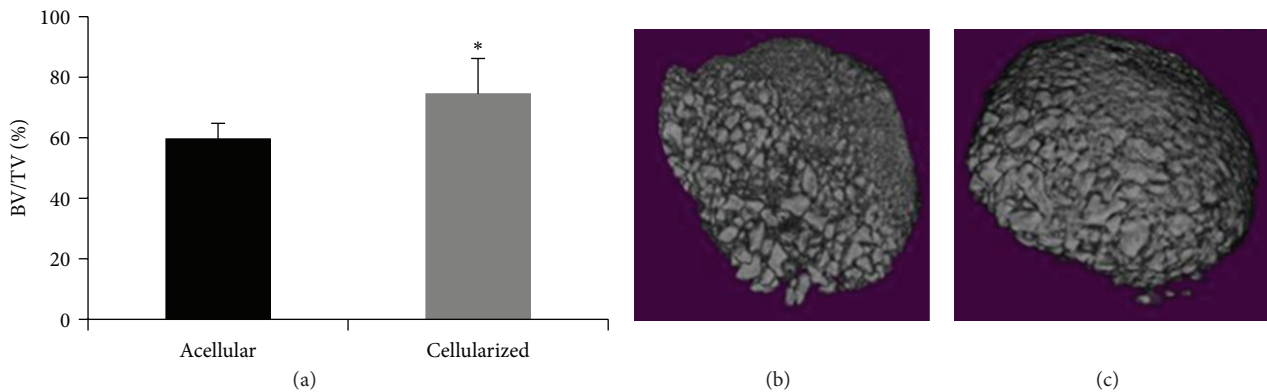 100
80
60
40
20
0
BV/TV (%)
*
Acellular
Cellularized
(a)
(b)
(c)